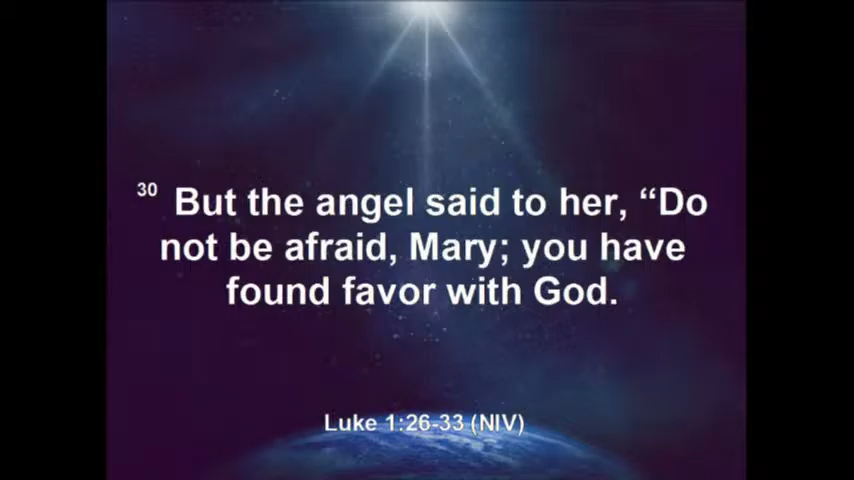 30 But the angel said to her, “Do
not be afraid, Mary; you have
found favor with God.
Luke 1:26-33 (NIV)